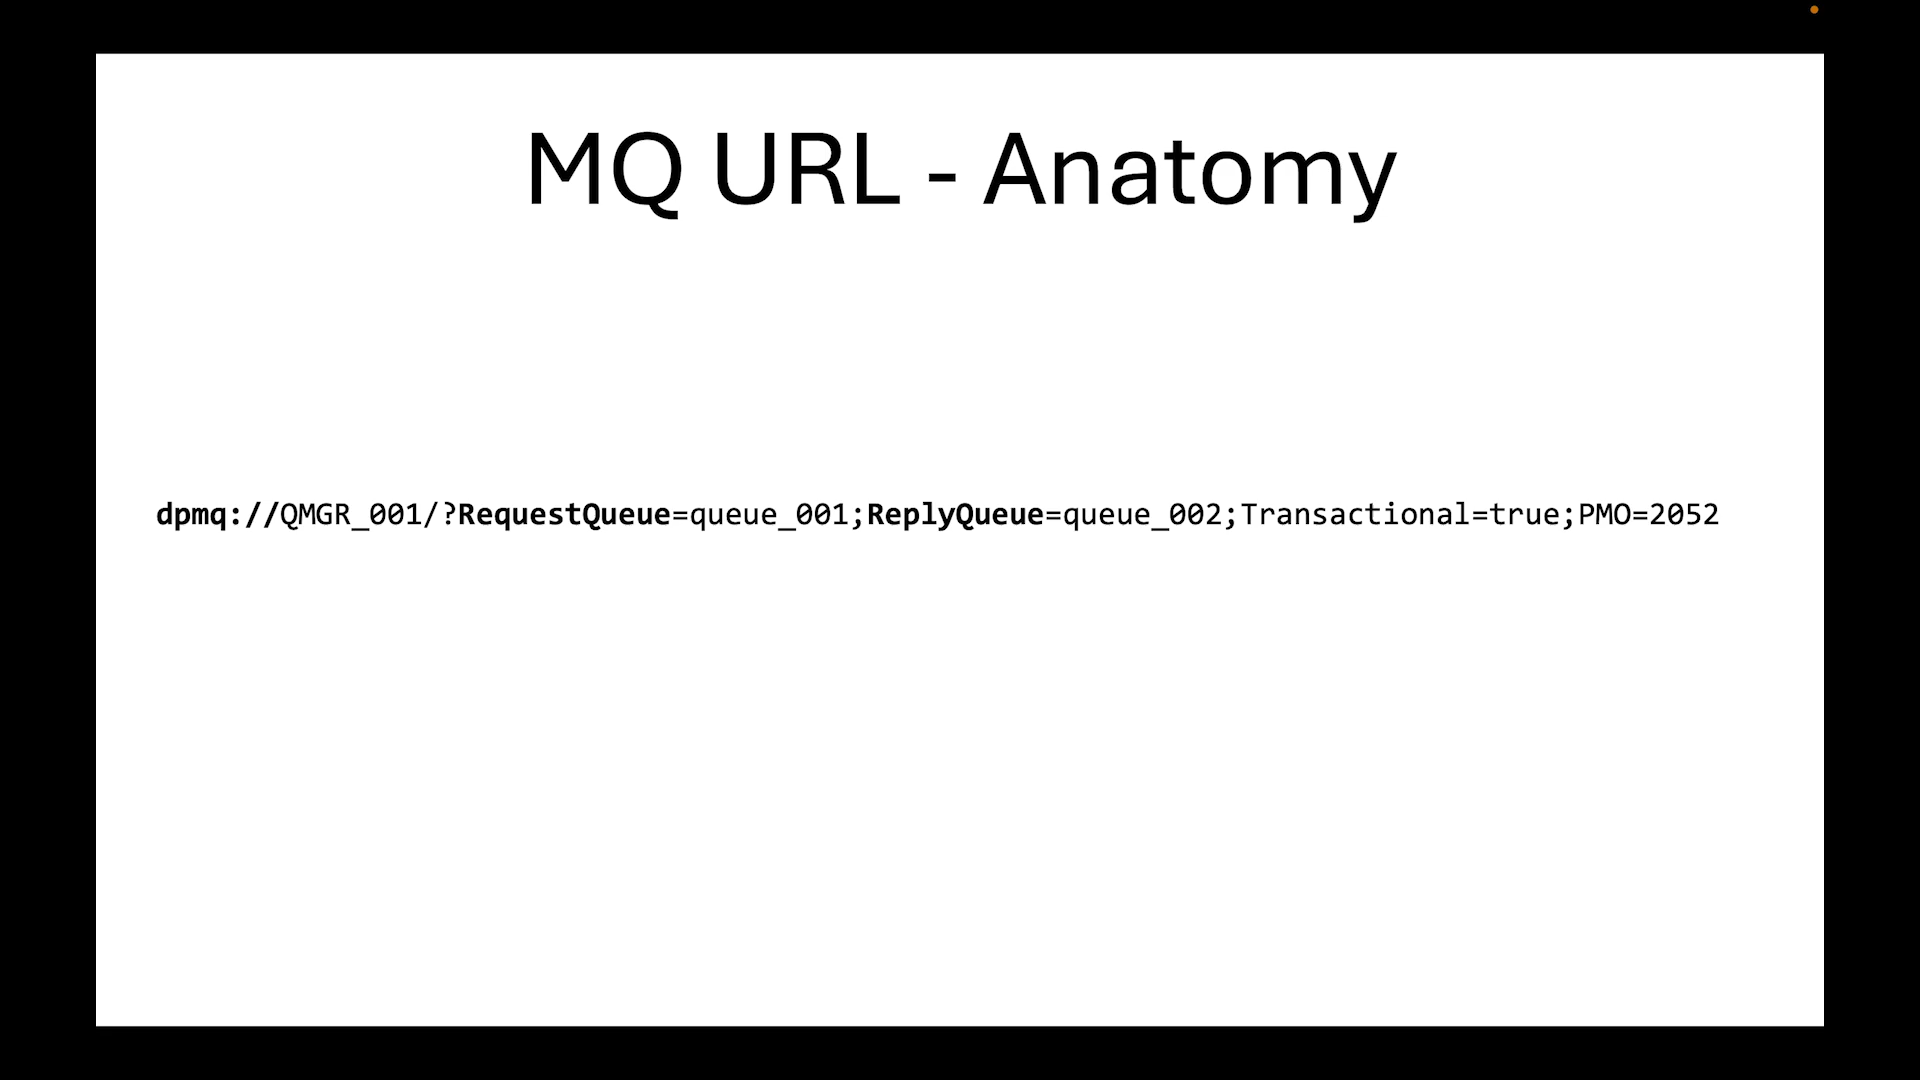 MQ URL - Anatomy
dpmq://QMGR_001/?RequestQueue=queue_001;ReplyQueue=queue_002;Transactional=true;PMO=2052